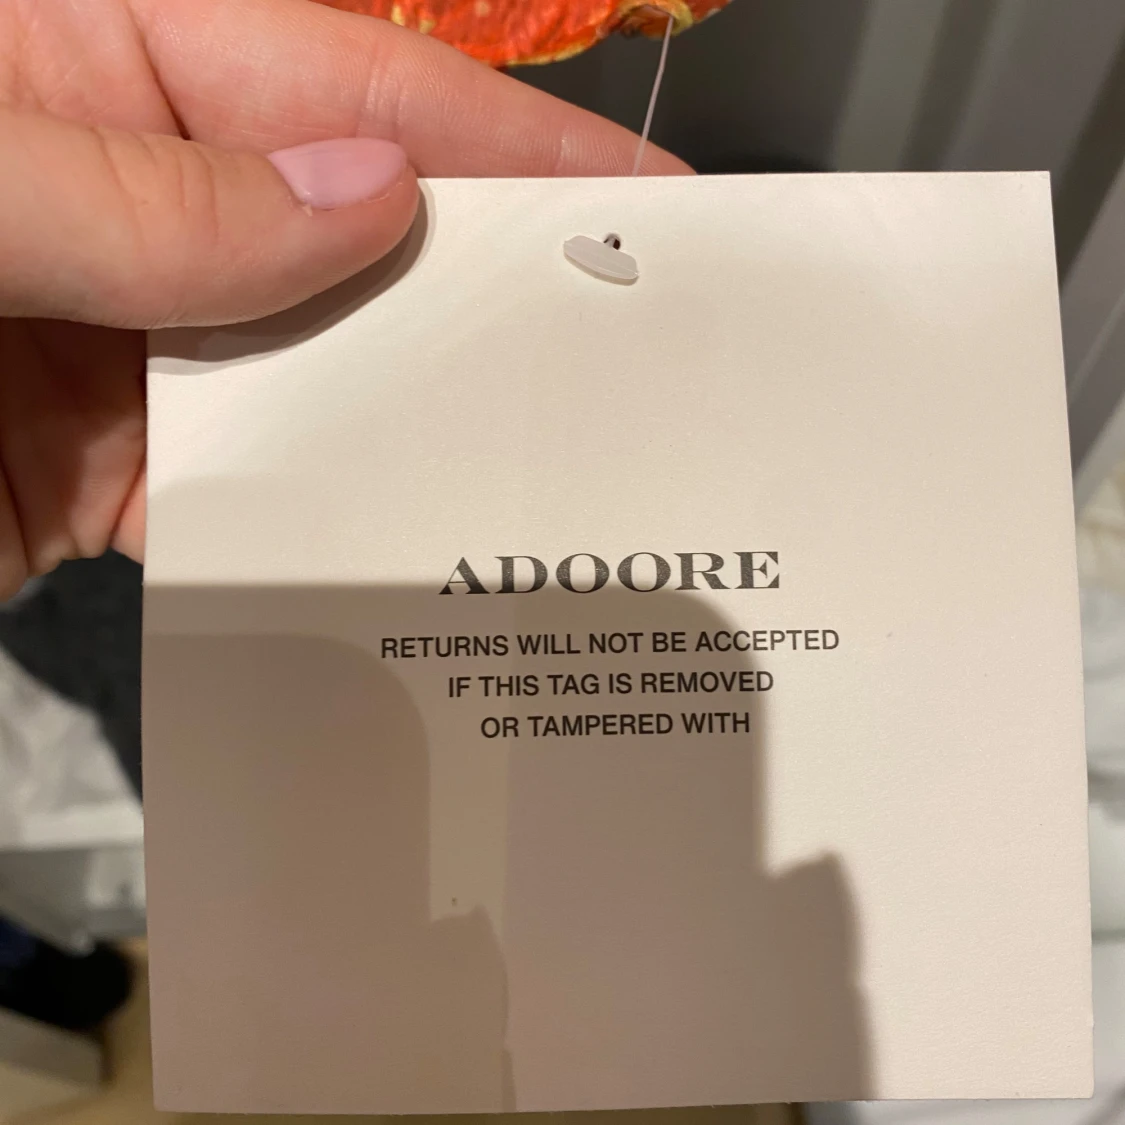 ADOORE
RETURNS WILL NOT BE ACCEPTED
IF THIS TAG IS REMOVED
OR TAMPERED WITH